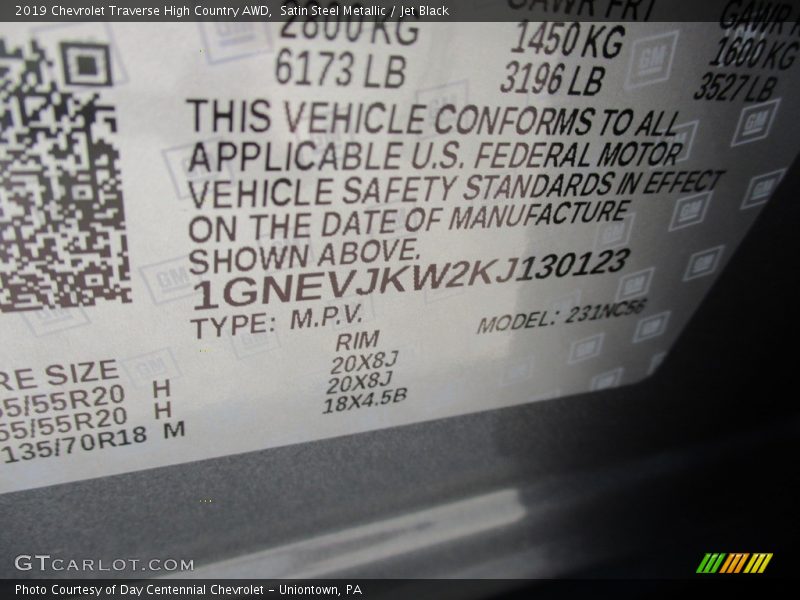 2019 Chevrolet Traverse High Country AWD,  Satin Steel Metallic / Jet Black
2800 KG
GAWR FRT
GAWR
6173 LB
1450 KG
1600 KG
3196 LB
3527 LB
THIS VEHICLE CONFORMS TO ALL
APPLICABLE U.S. FEDERAL MOTOR
VEHICLE SAFETY STANDARDS IN EFFECT
ON THE DATE OF MANUFACTURE
SHOWN ABOVE.
1GNEVJKW2KJ130123
TYPE: M.P.V.
MODEL: 231NC56
RE SIZE
RIM
55/55R20 H
20X8J
55/55R20 H
20X8J
135/70R18 M
18X4.5B
GTCARLOT.COM
Photo Courtesy of Day Centennial Chevrolet - Uniontown, PA